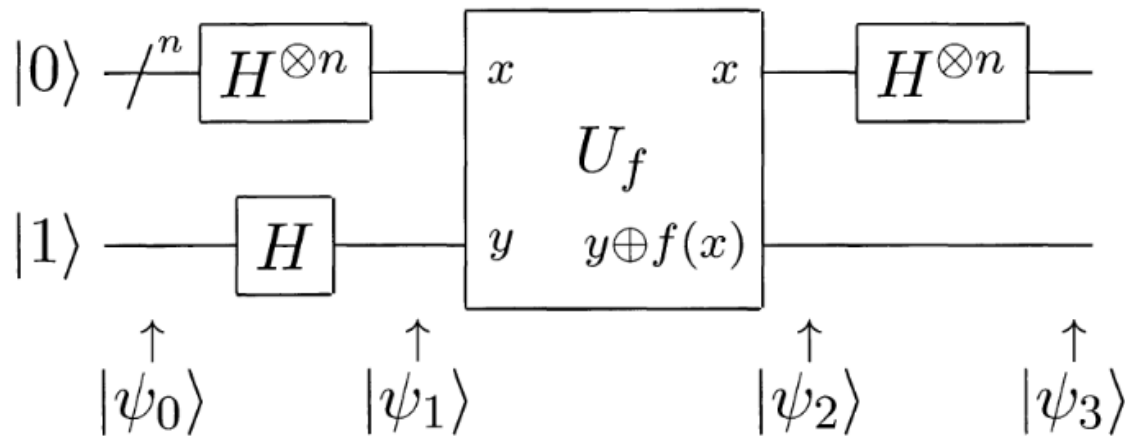 |0⟩ n H⊗n x x H⊗n
U_f
|1⟩ H y y⊕f(x)
↑ ↑ ↑ ↑
|ψ₀⟩ |ψ₁⟩ |ψ₂⟩ |ψ₃⟩